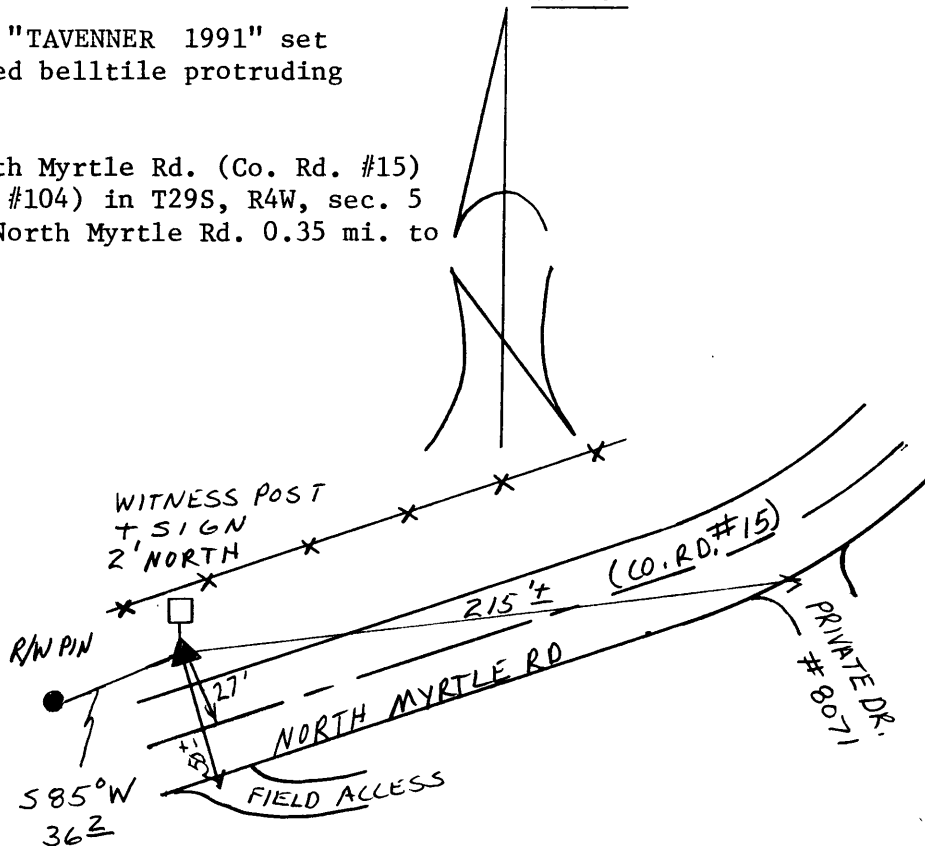 "TAVENNER 1991" set
ed belltile protruding
th Myrtle Rd. (Co. Rd. #15)
#104) in T29S, R4W, sec. 5
North Myrtle Rd. 0.35 mi. to
WITNESS POST
+ SIGN
2' NORTH
R/W PIN
215'±
(CO. RD. #15)
27'
NORTH MYRTLE RD
PRIVATE DR.
#8071
FIELD ACCESS
S85°W
36 2